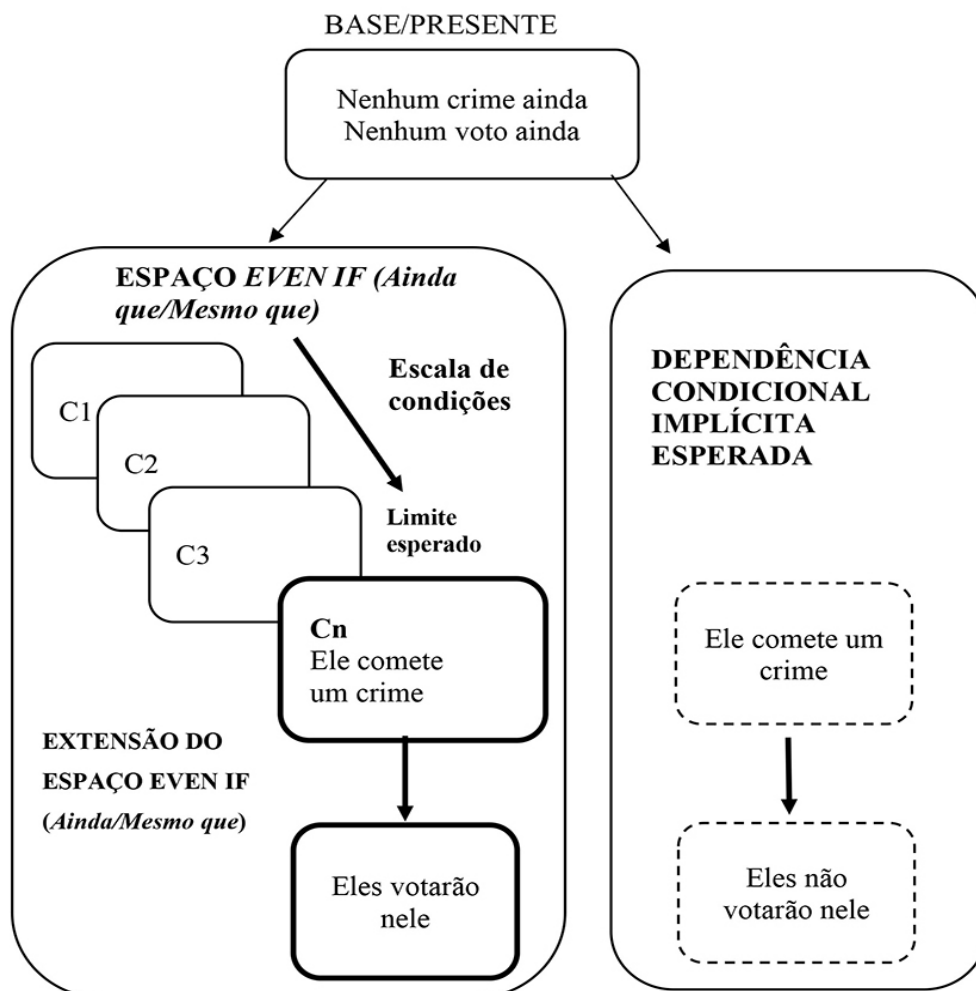 BASE/PRESENTE
Nenhum crime ainda
Nenhum voto ainda
ESPAÇO EVEN IF (Ainda
que/Mesmo que)
Escala de
condições
C1
C2
C3
Limite
esperado
Cn
Ele comete
um crime
EXTENSÃO DO
ESPAÇO EVEN IF
(Ainda/Mesmo que)
Eles votarão
nele
DEPENDÊNCIA
CONDICIONAL
IMPLÍCITA
ESPERADA
Ele comete um
crime
Eles não
votarão nele